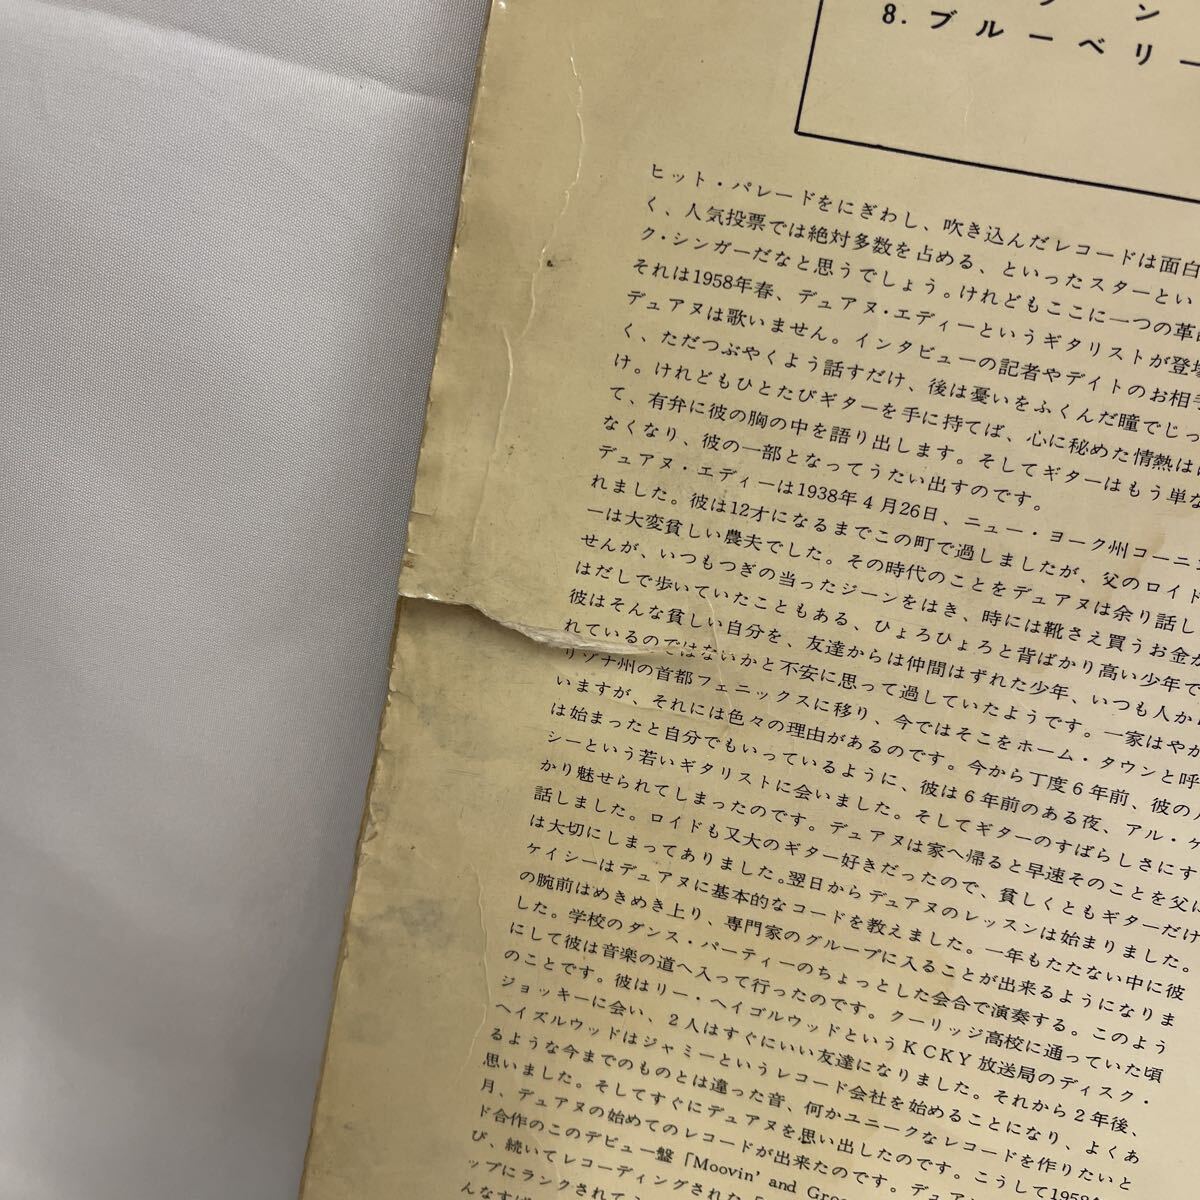 8.ブルーベリー
ヒット・パレードをにぎわし、吹き込んだレコードは面白
く、人気投票では絶対多数を占める、といったスターとい
ク・シンガーだなと思うでしょう。けれどもここに一つの革
それは1958年春、デュアヌ・エディーというギタリストが登場
デュアヌは歌いません。インタビューの記者やデイトのお相手
く、ただつぶやくよう話すだけ、後は憂いをふくんだ瞳でじっ
け。けれどもひとたびギターを手に持てば、心に秘めた情熱は
て、有弁に彼の胸の中を語り出します。そしてギターはもう単な
なくなり、彼の一部となってうたい出すのです。
デュアヌ・エディーは1938年4月26日、ニュー・ヨーク州コーニ
れました。彼は12才になるまでこの町で過しましたが、父のロイド
ーは大変貧しい農夫でした。その時代のことをデュアヌは余り話し
せんが、いつもつぎの当ったジーンをはき、時には靴さえ買うお金が
はだしで歩いていたこともある、ひょろひょろと背ばかり高い少年で
彼はそんな貧しい自分を、友達からは仲間はずれた少年、いつも人から
れているのではないかと不安に思って過していたようです。一家はやが
リゾナ州の首都フェニックスに移り、今ではそこをホーム・タウンと呼
いますが、それには色々の理由があるのです。今から丁度6年前、彼の
は始まったと自分でもいっているように、彼は6年前のある夜、アル・ケ
シーという若いギタリストに会いました。そしてギターのすばらしさにす
かり魅せられてしまったのです。デュアヌは家へ帰ると早速そのことを父に
話しました。ロイドも又大のギター好きだったので、貧しくともギターだけ
は大切にしまってありました。翌日からデュアヌのレッスンは始まりました。
ケイシーはデュアヌに基本的なコードを教えました。一年もたたない中に彼
の腕前はめきめき上り、専門家のグループに入ることが出来るようになりま
した。学校のダンス・パーティーのちょっとした会合で演奏する。このよう
にして彼は音楽の道へ入って行ったのです。クーリッジ高校に通っていた頃
のことです。彼はリー・ヘイゴルウッドというKCKY放送局のディスク・
ジョッキーに会い、2人はすぐにいい友達になりました。それから2年後、
ヘイズルウッドはジャミーというレコード会社を始めることになり、よくあ
るような今までのものとは違った音、何かユニークなレコードを作りたいと
思いました。そしてすぐにデュアヌを思い出したのです。こうして1958
月、デュアヌの始めてのレコードが出来たのです。デュア
ド合作のこのデビュー盤「Moovin' and Gro
び、続いてレコーディングされた
ップにランクされて
んなすば